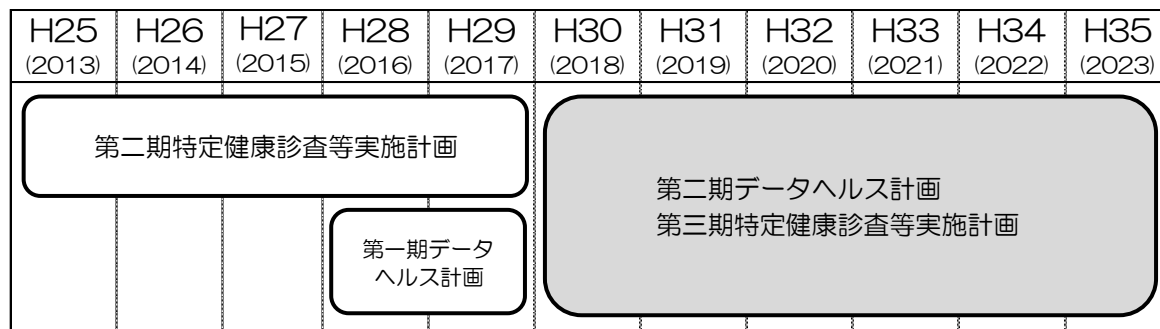 H25 H26 H27 H28 H29 H30 H31 H32 H33 H34 H35
(2013) (2014) (2015) (2016) (2017) (2018) (2019) (2020) (2021) (2022) (2023)
第二期特定健康診査等実施計画
第一期データ
ヘルス計画
第二期データヘルス計画
第三期特定健康診査等実施計画